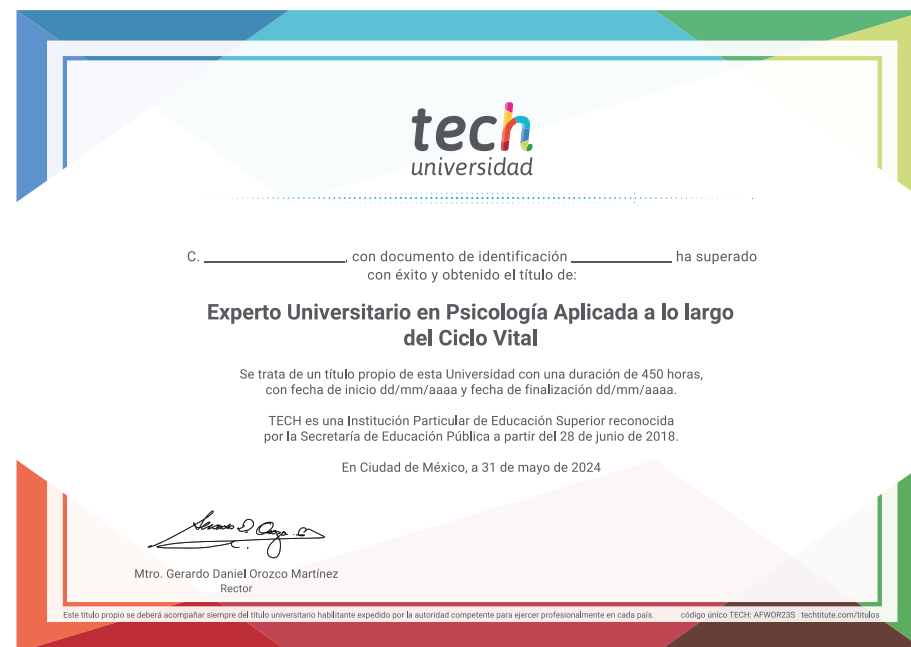 tech
universidad
C. ____________, con documento de identificación ____________ ha superado
con éxito y obtenido el título de:
Experto Universitario en Psicología Aplicada a lo largo
del Ciclo Vital
Se trata de un título propio de esta Universidad con una duración de 450 horas,
con fecha de inicio dd/mm/aaaa y fecha de finalización dd/mm/aaaa.
TECH es una Institución Particular de Educación Superior reconocida
por la Secretaría de Educación Pública a partir del 28 de junio de 2018.
En Ciudad de México, a 31 de mayo de 2024
Mtro. Gerardo Daniel Orozco Martínez
Rector
Este título propio se deberá acompañar siempre del título universitario habilitante expedido por la autoridad competente para ejercer profesionalmente en cada país. código único TECH: AFWOR23S techtitute.com/titulos